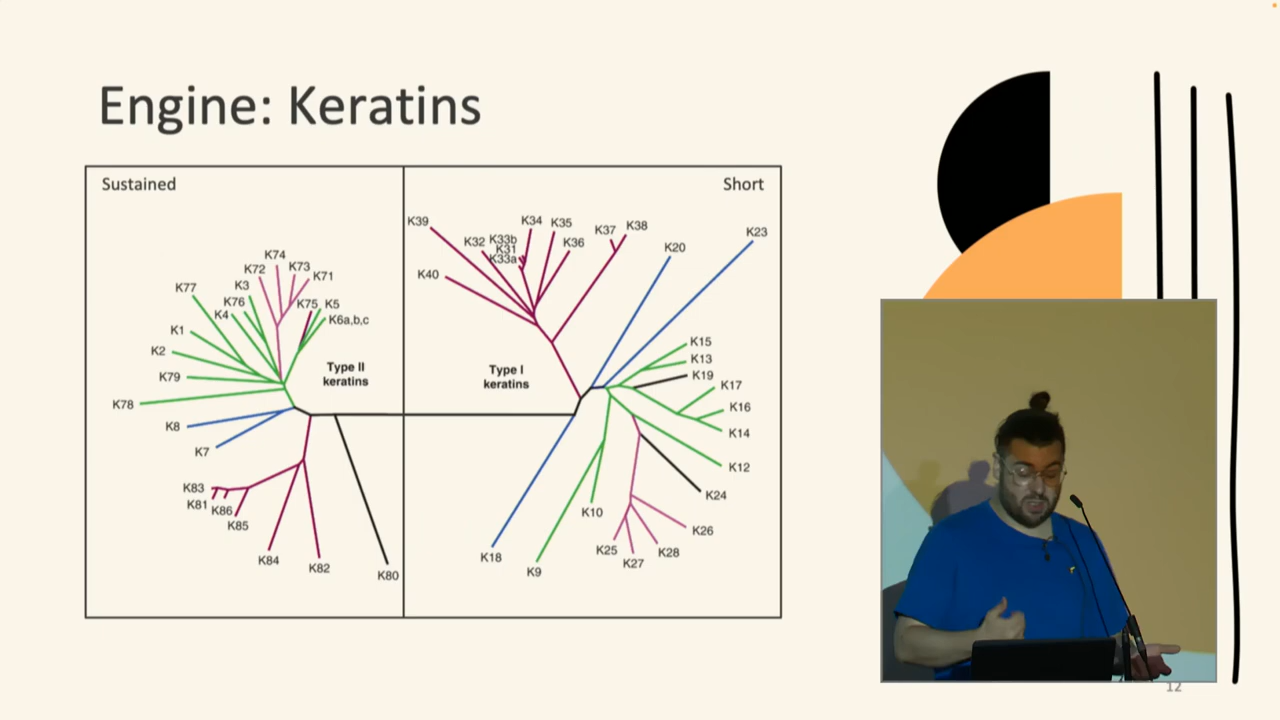 Engine: Keratins
Sustained
Short
K39
K34
K35
K37
K38
K23
K32
K33b
K31
K33a
K36
K20
K40
K74
K72
K73
K71
K77
K3
K76
K4
K75
K5
K6a,b,c
K1
K2
K79
K78
K8
K7
Type II
keratins
Type I
keratins
K15
K13
K19
K17
K16
K14
K12
K24
K26
K28
K27
K25
K10
K9
K18
K83
K81
K86
K85
K84
K82
K80
12